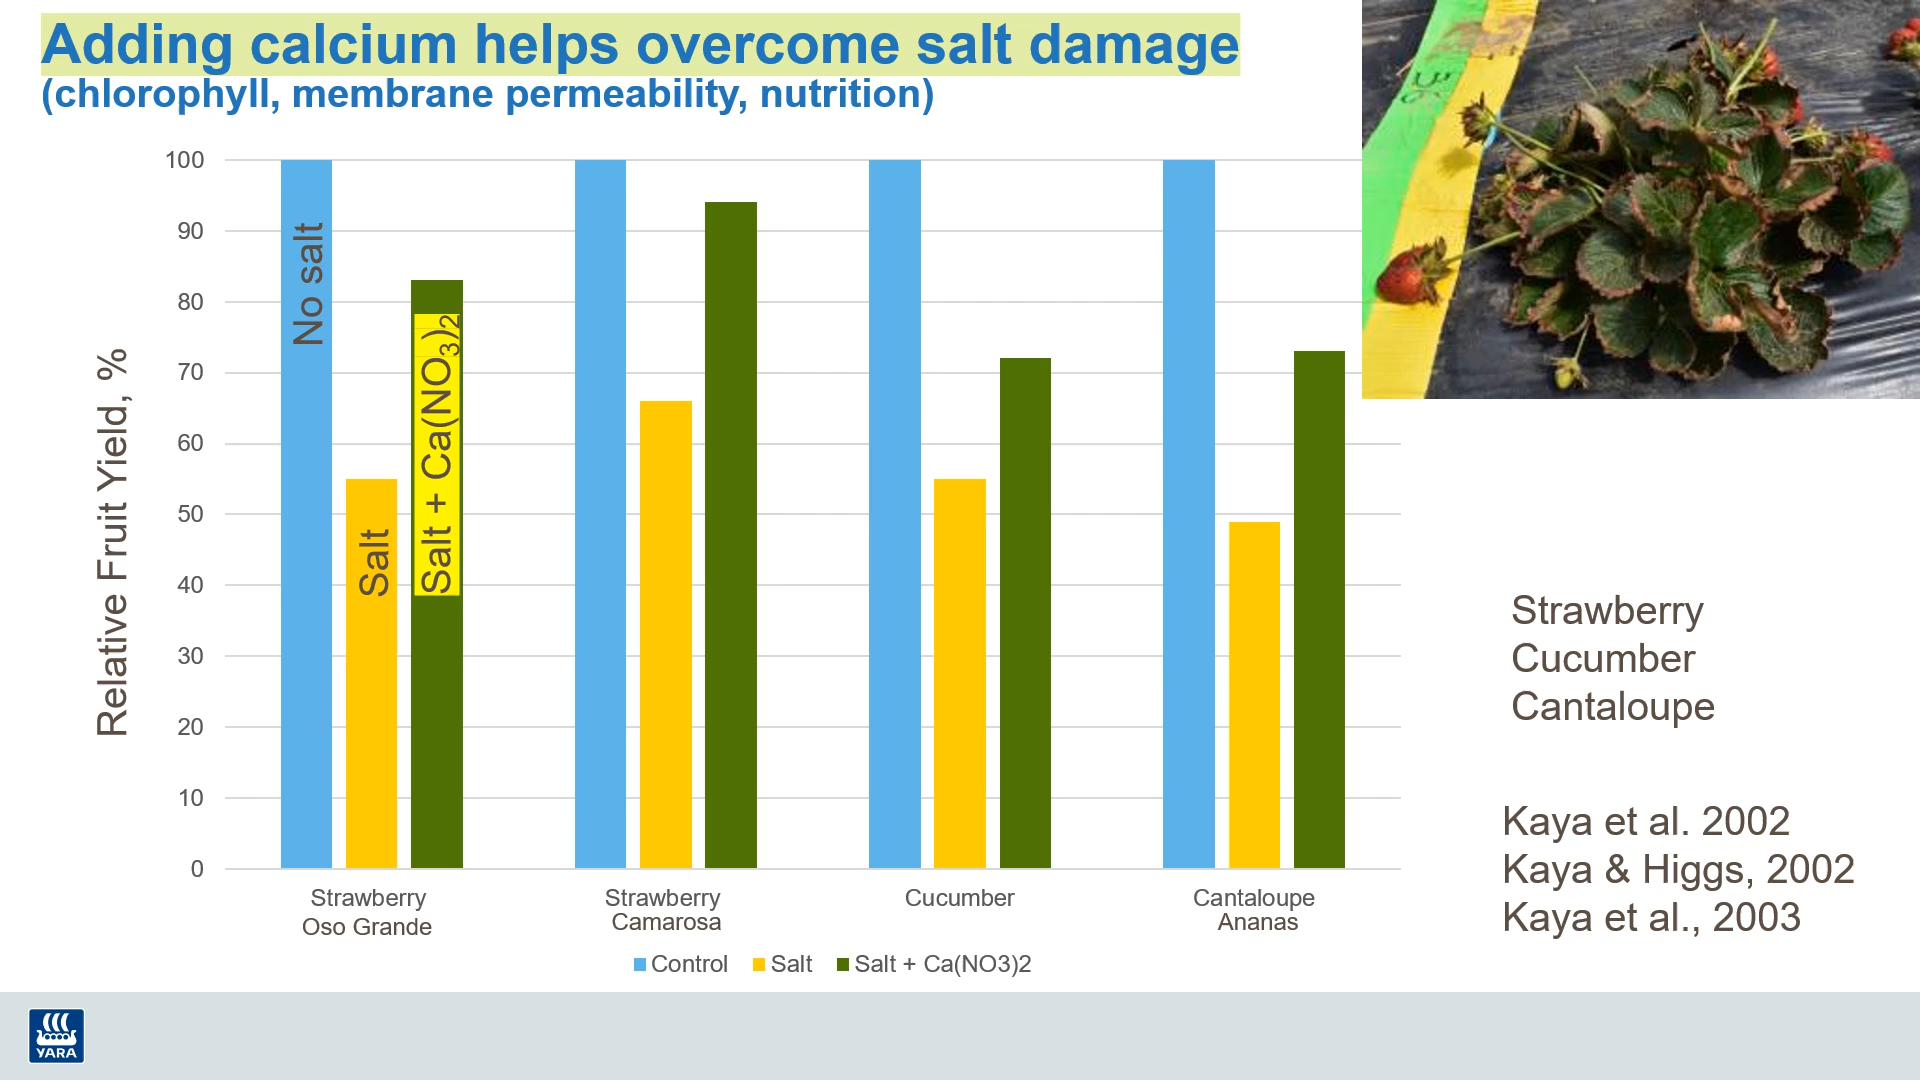 Adding calcium helps overcome salt damage
(chlorophyll, membrane permeability, nutrition)
Relative Fruit Yield, %
100
90
80
70
60
50
40
30
20
10
0
No salt
Salt
Salt + Ca(NO3)2
Strawberry
Oso Grande
Strawberry
Camarosa
Cucumber
Cantaloupe
Ananas
Control
Salt
Salt + Ca(NO3)2
Strawberry
Cucumber
Cantaloupe
Kaya et al. 2002
Kaya & Higgs, 2002
Kaya et al., 2003
YARA